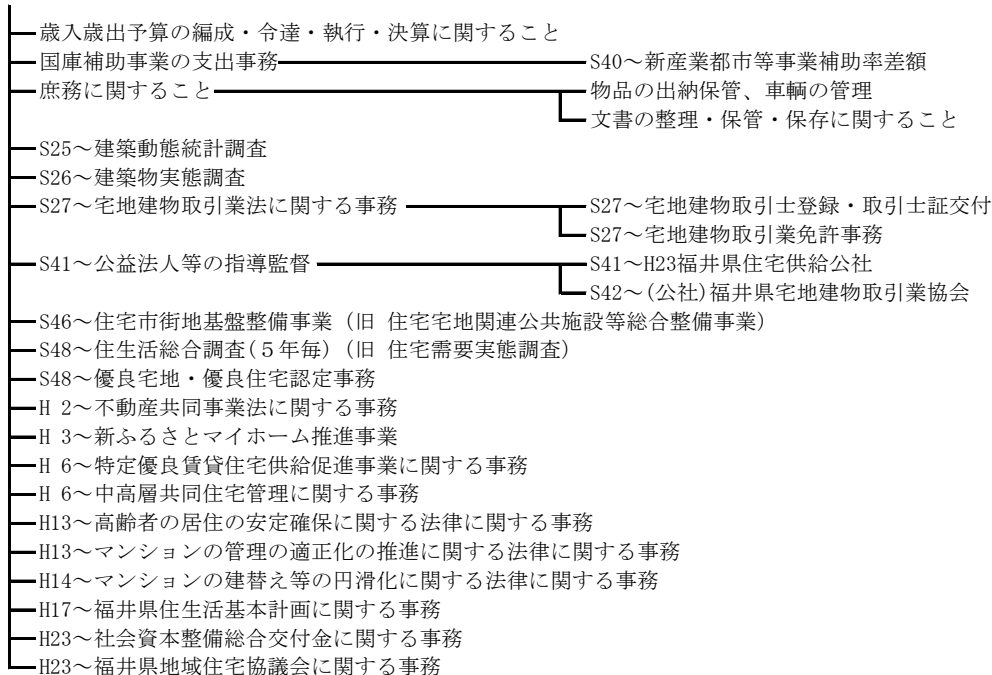 歳入歳出予算の編成・令達・執行・決算に関すること
国庫補助事業の支出事務 S40～新産業都市等事業補助率差額
庶務に関すること 物品の出納保管、車輌の管理
文書の整理・保管・保存に関すること
S25～建築動態統計調査
S26～建築物実態調査
S27～宅地建物取引業法に関する事務 S27～宅地建物取引士登録・取引士証交付
S27～宅地建物取引業免許事務
S41～公益法人等の指導監督 S41～H23福井県住宅供給公社
S42～(公社)福井県宅地建物取引業協会
S46～住宅市街地基盤整備事業（旧 住宅宅地関連公共施設等総合整備事業）
S48～住生活総合調査(５年毎)（旧 住宅需要実態調査）
S48～優良宅地・優良住宅認定事務
H 2～不動産共同事業法に関する事務
H 3～新ふるさとマイホーム推進事業
H 6～特定優良賃貸住宅供給促進事業に関する事務
H 6～中高層共同住宅管理に関する事務
H13～高齢者の居住の安定確保に関する法律に関する事務
H13～マンションの管理の適正化の推進に関する法律に関する事務
H14～マンションの建替え等の円滑化に関する法律に関する事務
H17～福井県住生活基本計画に関する事務
H23～社会資本整備総合交付金に関する事務
H23～福井県地域住宅協議会に関する事務